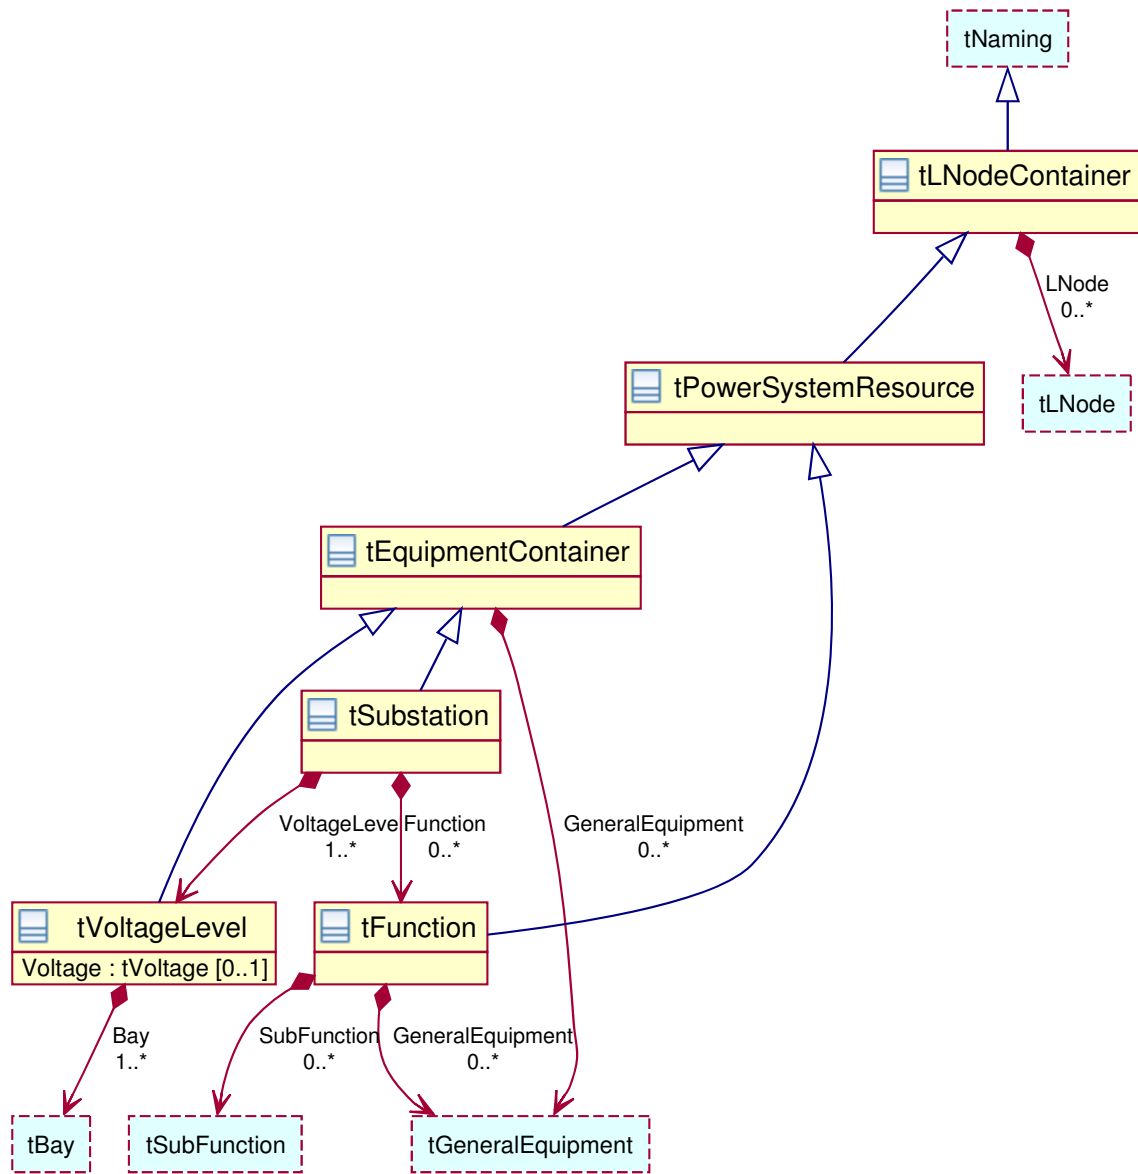 tNaming
tLNodeContainer
LNode
0..*
tPowerSystemResource
tLNode
tEquipmentContainer
tSubstation
VoltageLevel
1..*
Function
0..*
GeneralEquipment
0..*
tVoltageLevel
Voltage : tVoltage [0..1]
tFunction
Bay
1..*
SubFunction
0..*
GeneralEquipment
0..*
tBay
tSubFunction
tGeneralEquipment